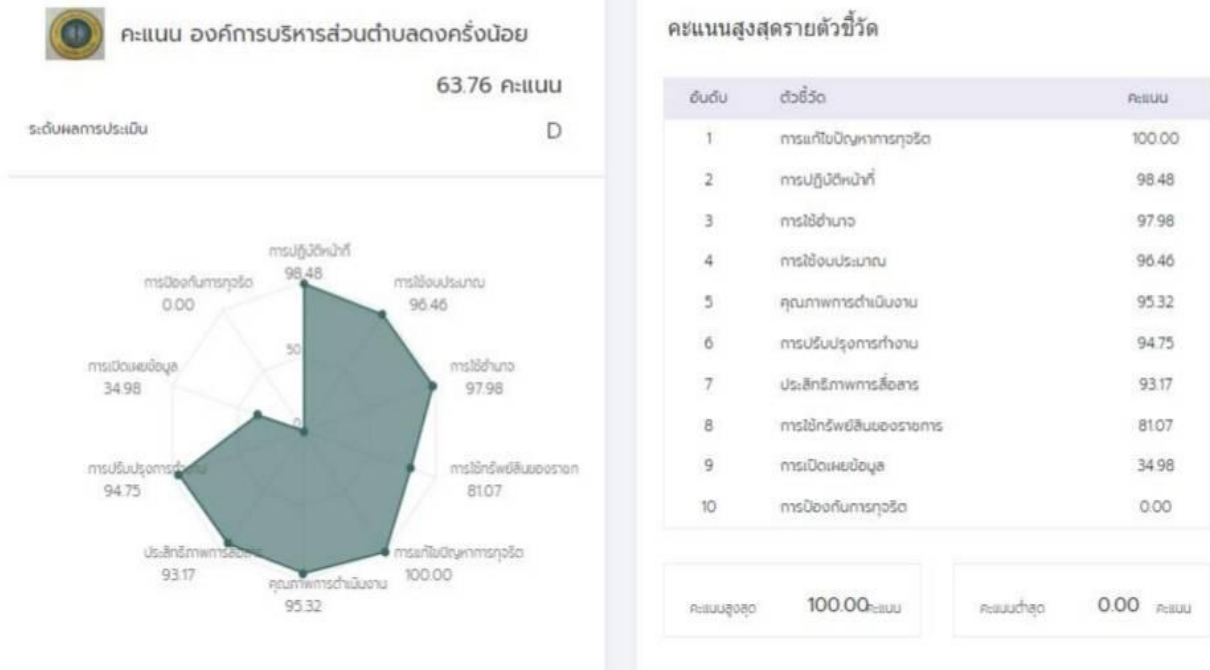 คะแนน องค์การบริหารส่วนตำบลดงครั่งน้อย
63.76 คะแนน
ระดับผลการประเมิน D
การปฏิบัติหน้าที่
98.48
การป้องกันการทุจริต
0.00
การใช้งบประมาณ
96.46
50
การเปิดเผยข้อมูล
34.98
การใช้อำนาจ
97.98
0
การปรับปรุงการทำงาน
94.75
การใช้ทรัพย์สินของราชก
81.07
ประสิทธิภาพการสื่อสาร
93.17
การแก้ไขปัญหาการทุจริต
100.00
คุณภาพการดำเนินงาน
95.32
คะแนนสูงสุดรายตัวชี้วัด
อันดับ ตัวชี้วัด คะแนน
1 การแก้ไขปัญหาการทุจริต 100.00
2 การปฏิบัติหน้าที่ 98.48
3 การใช้อำนาจ 97.98
4 การใช้งบประมาณ 96.46
5 คุณภาพการดำเนินงาน 95.32
6 การปรับปรุงการทำงาน 94.75
7 ประสิทธิภาพการสื่อสาร 93.17
8 การใช้ทรัพย์สินของราชการ 81.07
9 การเปิดเผยข้อมูล 34.98
10 การป้องกันการทุจริต 0.00
คะแนนสูงสุด 100.00 คะแนน คะแนนต่ำสุด 0.00 คะแนน